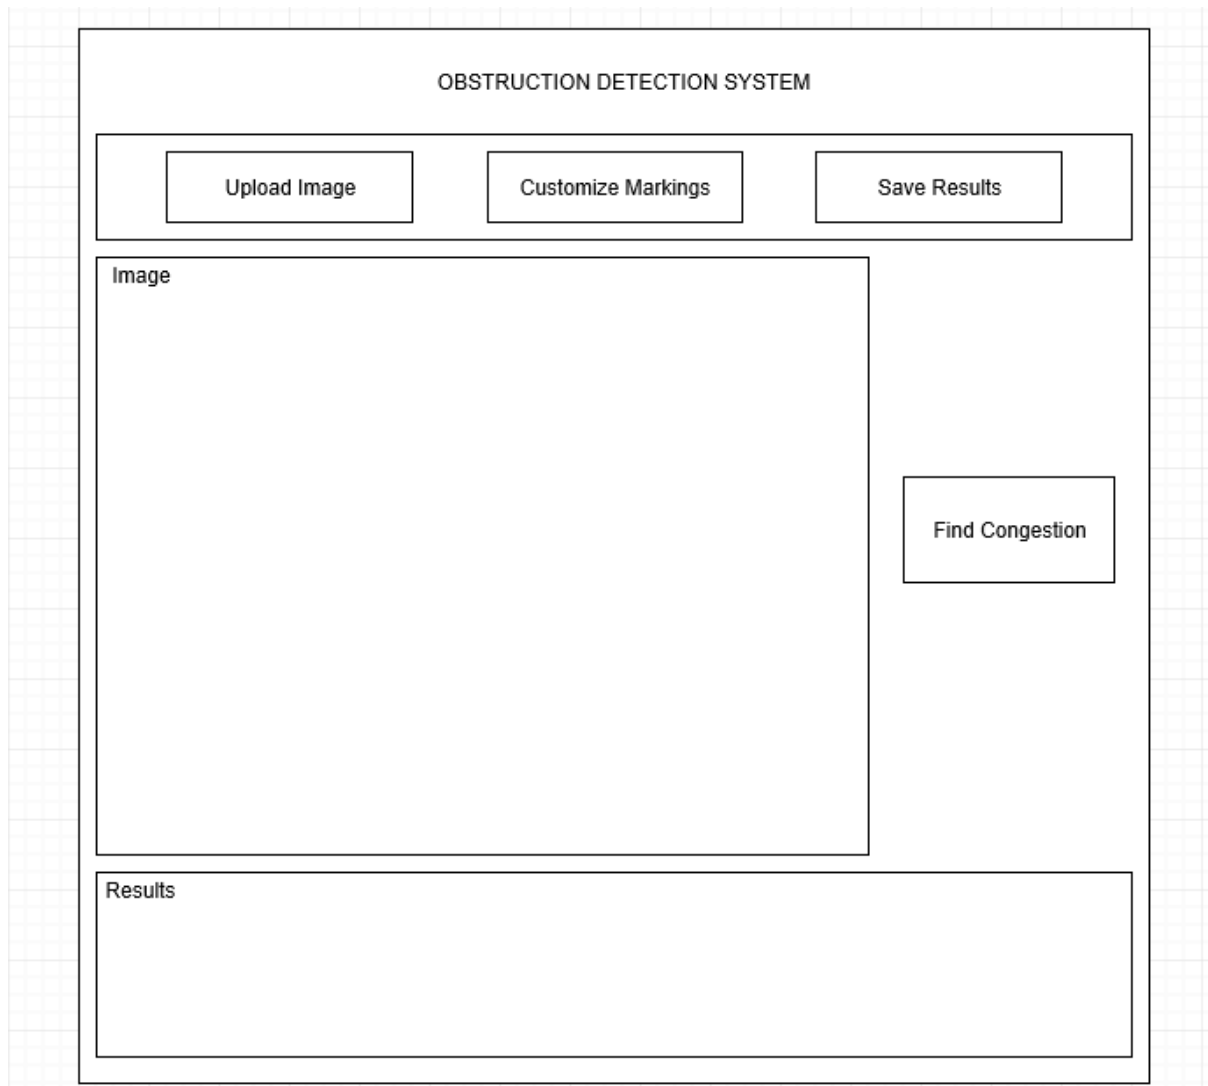 OBSTRUCTION DETECTION SYSTEM
Upload Image
Customize Markings
Save Results
Image
Find Congestion
Results